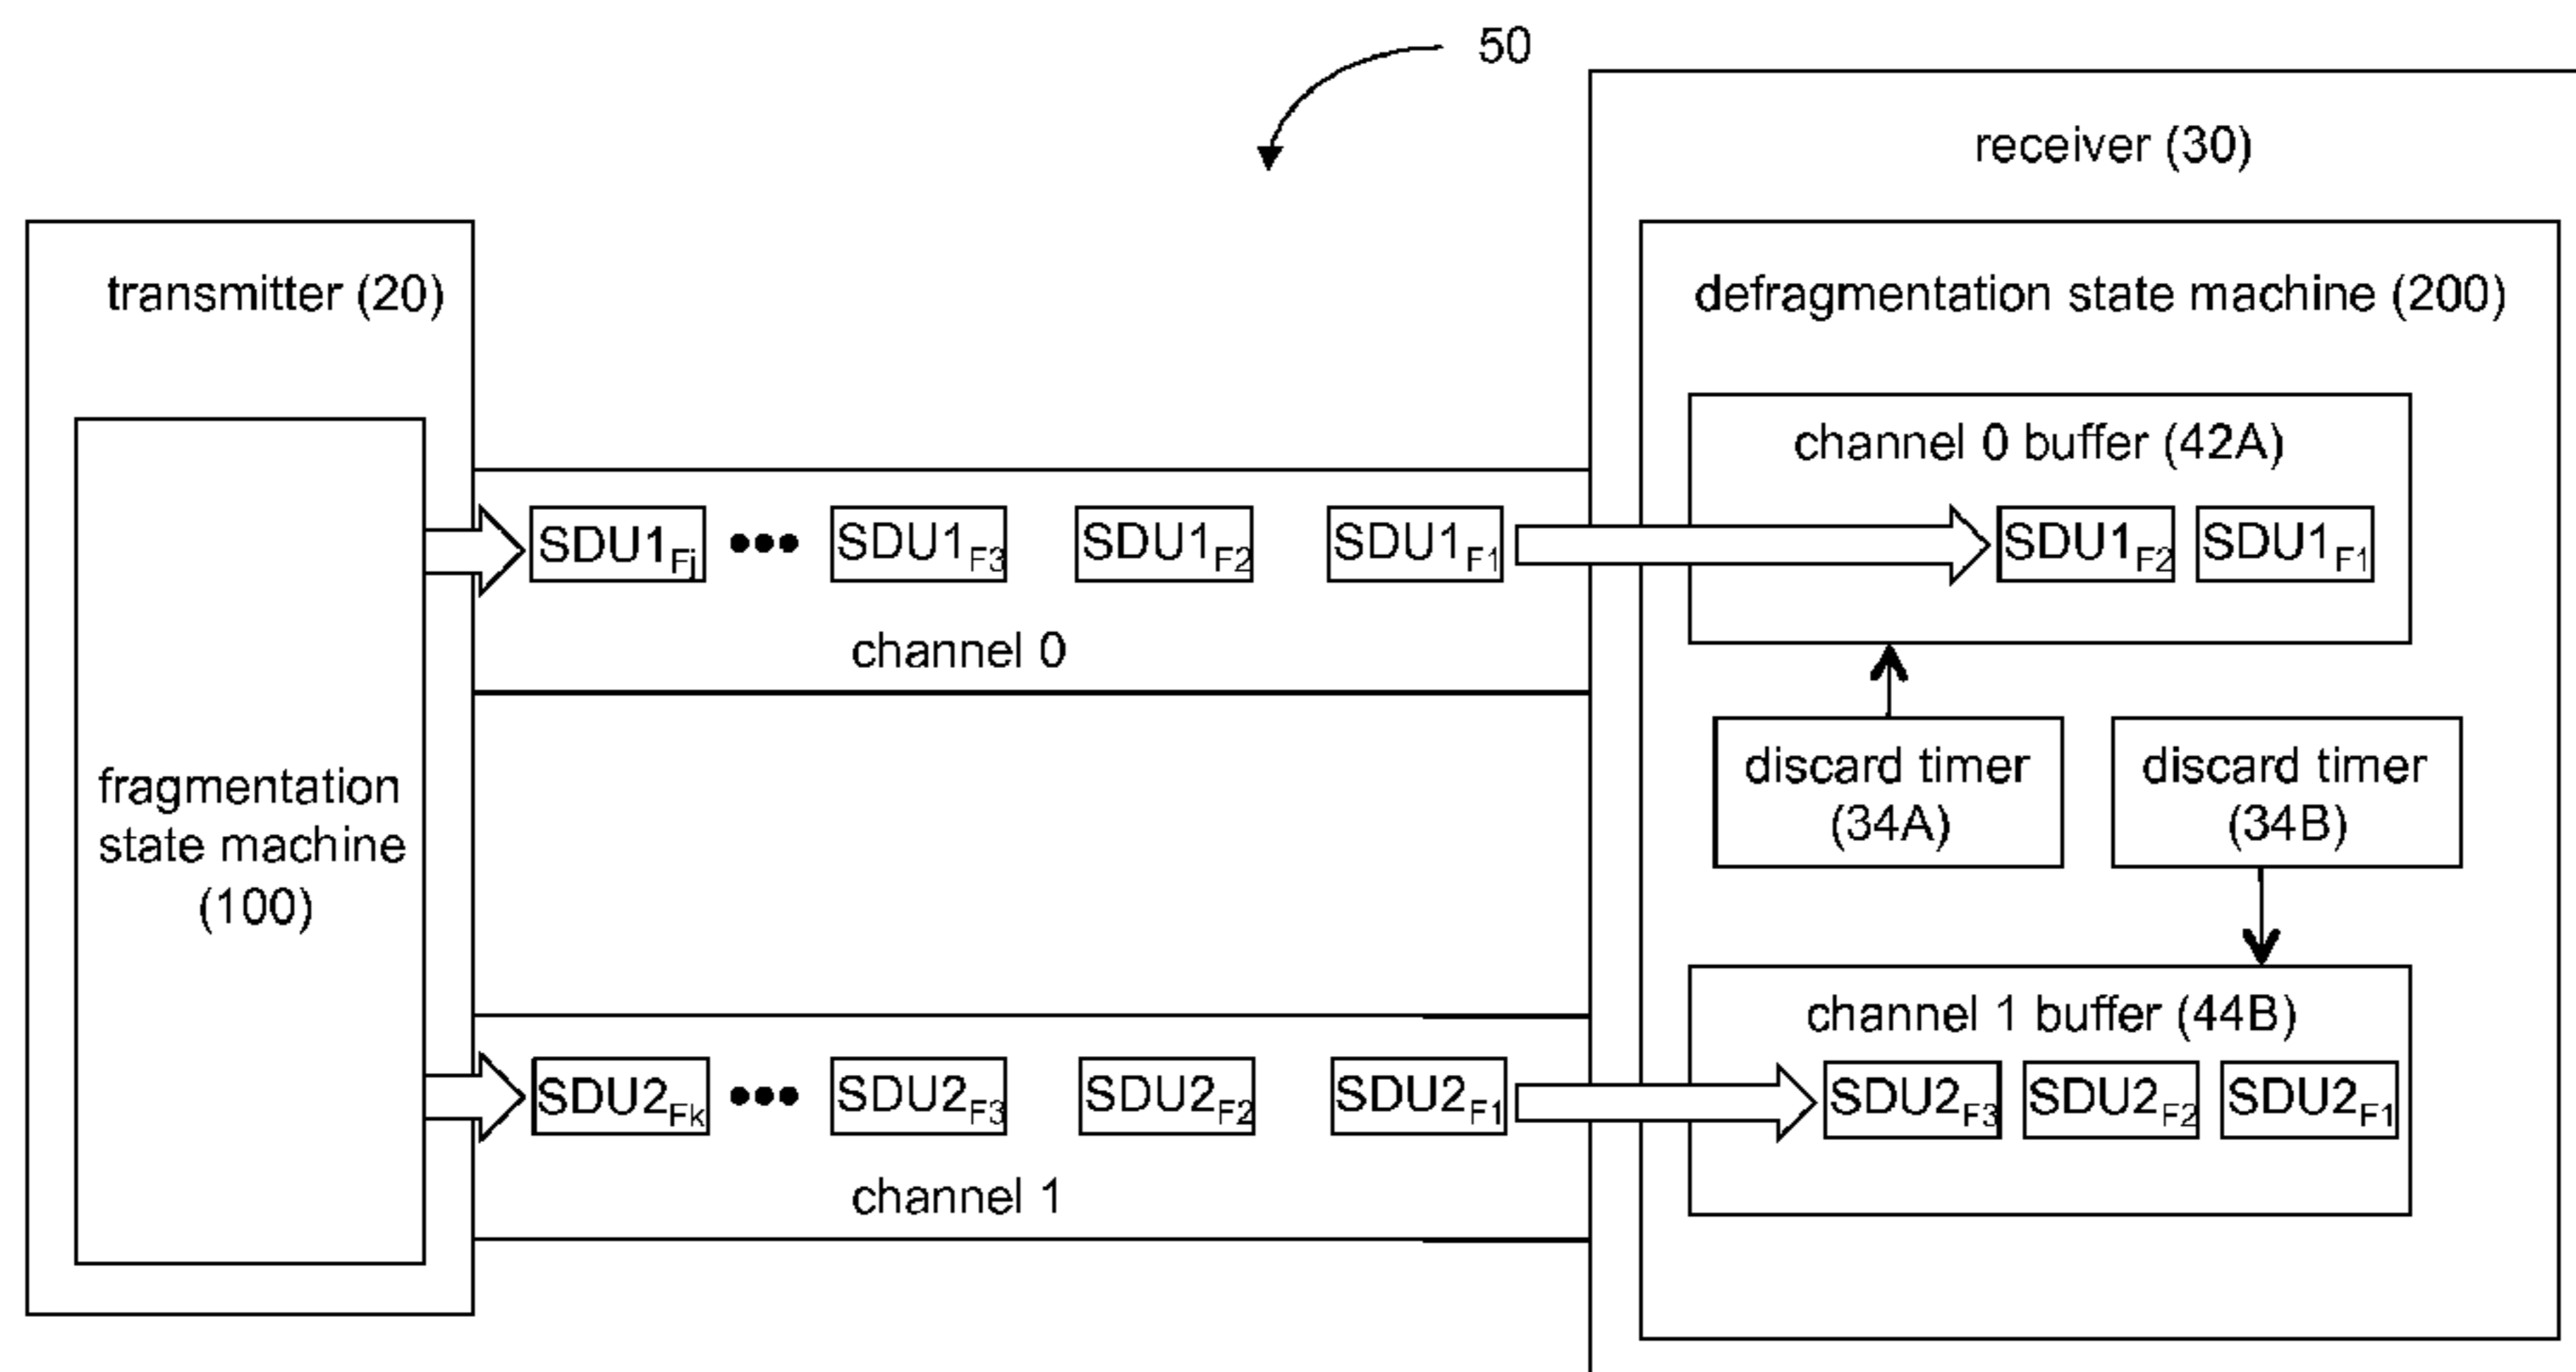 50
receiver (30)
transmitter (20)
defragmentation state machine (200)
channel 0 buffer (42A)
SDU1Fj ••• SDU1F3 SDU1F2 SDU1F1
SDU1F2 SDU1F1
channel 0
fragmentation
state machine
(100)
discard timer
(34A)
discard timer
(34B)
channel 1 buffer (44B)
SDU2Fk ••• SDU2F3 SDU2F2 SDU2F1
SDU2F3 SDU2F2 SDU2F1
channel 1